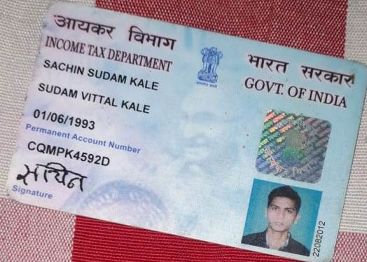 आयकर विभाग
INCOME TAX DEPARTMENT
भारत सरकार
GOVT. OF INDIA
SACHIN SUDAM KALE
SUDAM VITTAL KALE
01/06/1993
Permanent Account Number
CQMPK4592D
सचिन
Signature
22082012